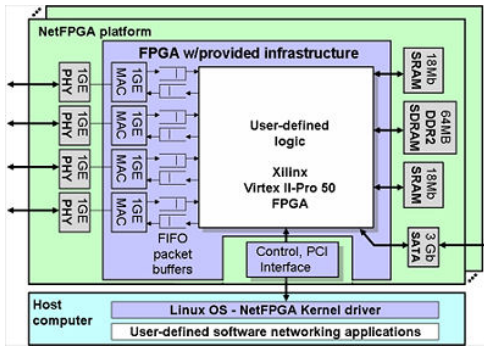 NetFPGA platform
FPGA w/provided infrastructure
1GE
PHY
1GE
MAC
1GE
PHY
1GE
MAC
1GE
PHY
1GE
MAC
1GE
PHY
1GE
MAC
FIFO
packet
buffers
User-defined
logic
Xilinx
Virtex II-Pro 50
FPGA
18Mb
SRAM
64MB
DDR2
SDRAM
18Mb
SRAM
3 Gb
SATA
Control, PCI
Interface
Host
computer
Linux OS - NetFPGA Kernel driver
User-defined software networking applications